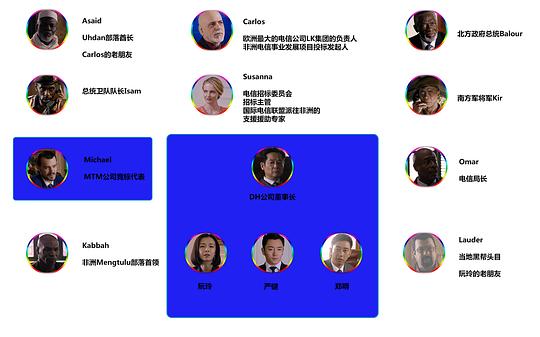 Asaid
Uhdan部落酋长
Carlos的老朋友
Carlos
欧洲最大的电信公司LK集团的负责人
非洲电信事业发展项目投标发起人
北方政府总统Balour
总统卫队队长Isam
Susanna
电信招标委员会
招标主管
国际电信联盟派往非洲的
支援援助专家
南方军将军Kir
Michael
MTM公司竞标代表
DH公司董事长
Omar
电信局长
Kabbah
非洲Mengtulu部落首领
阮玲
严键
郑明
Lauder
当地黑帮头目
阮玲的老朋友